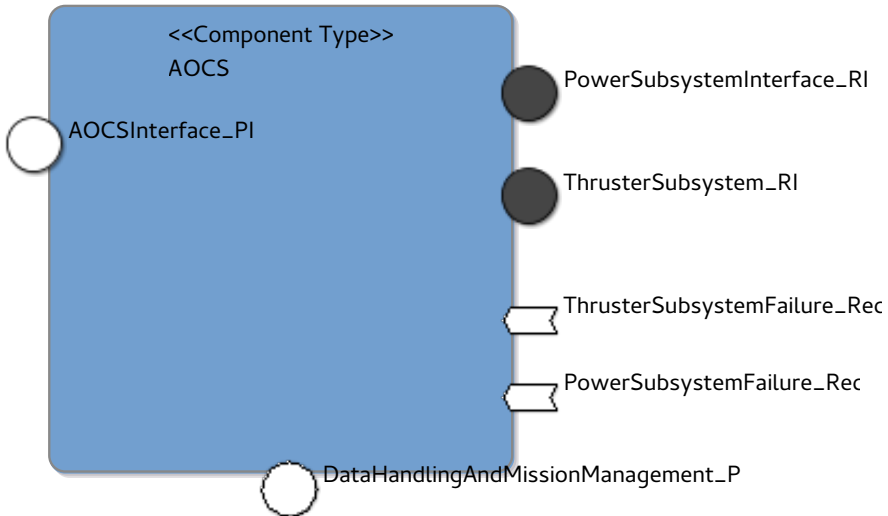 <<Component Type>>
AOCS
PowerSubsystemInterface_RI
AOCSInterface_PI
ThrusterSubsystem_RI
ThrusterSubsystemFailure_Rec
PowerSubsystemFailure_Rec
DataHandlingAndMissionManagement_P